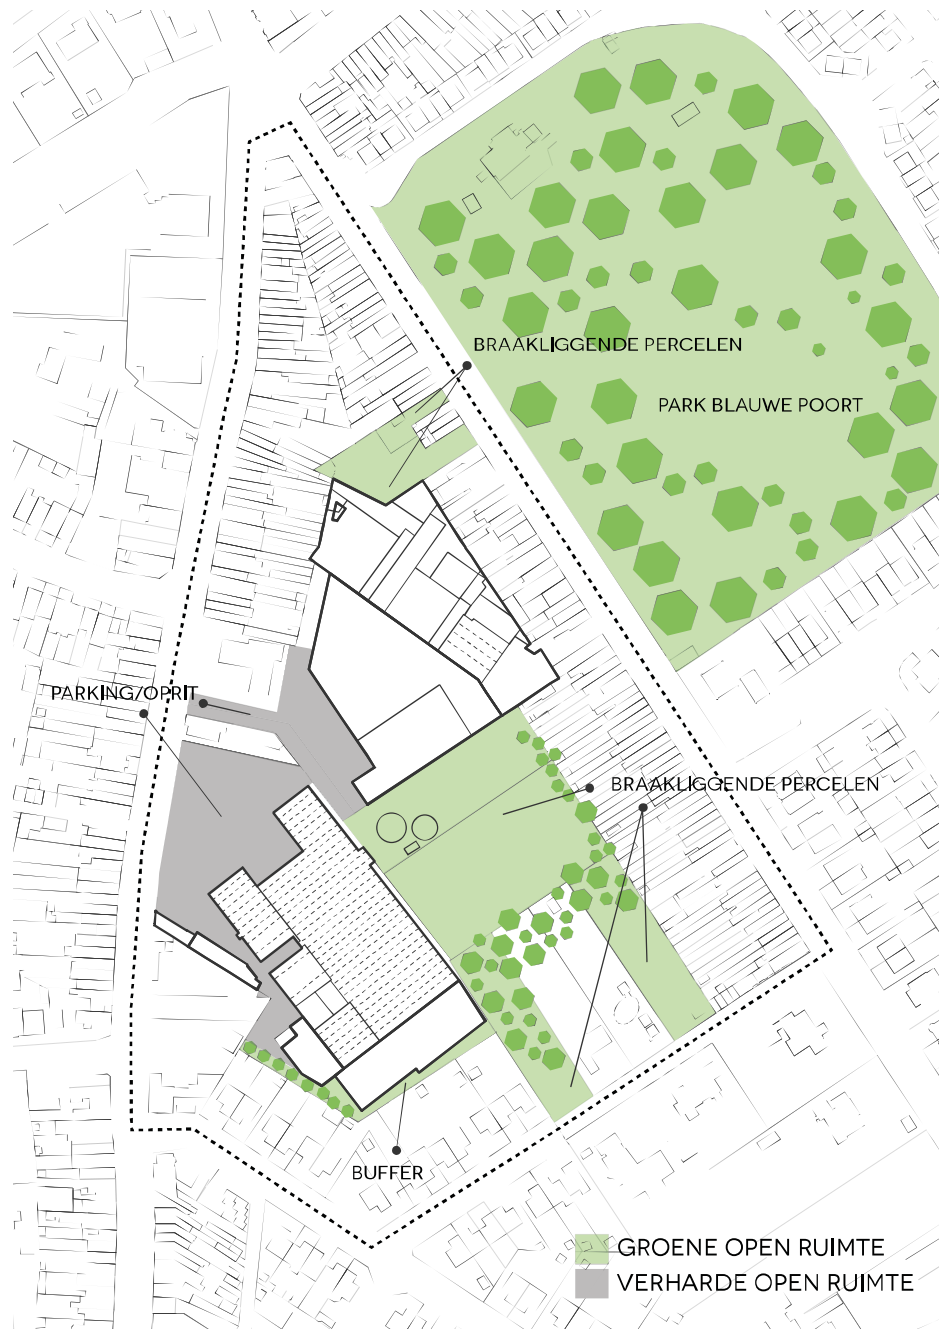 BRAAKLIGGENDE PERCELEN
PARK BLAUWE POORT
PARKING/OPRIT
BRAAKLIGGENDE PERCELEN
BUFFER
GROENE OPEN RUIMTE
VERHARDE OPEN RUIMTE